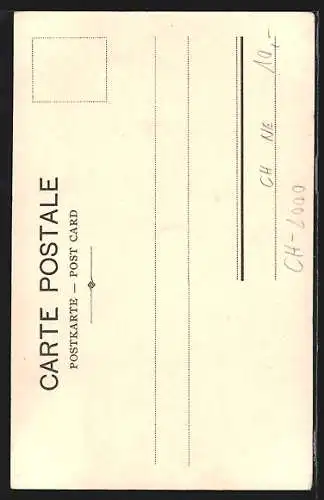 CARTE POSTALE
POSTKARTE — POST CARD
CH NE 10,-
CH-2000